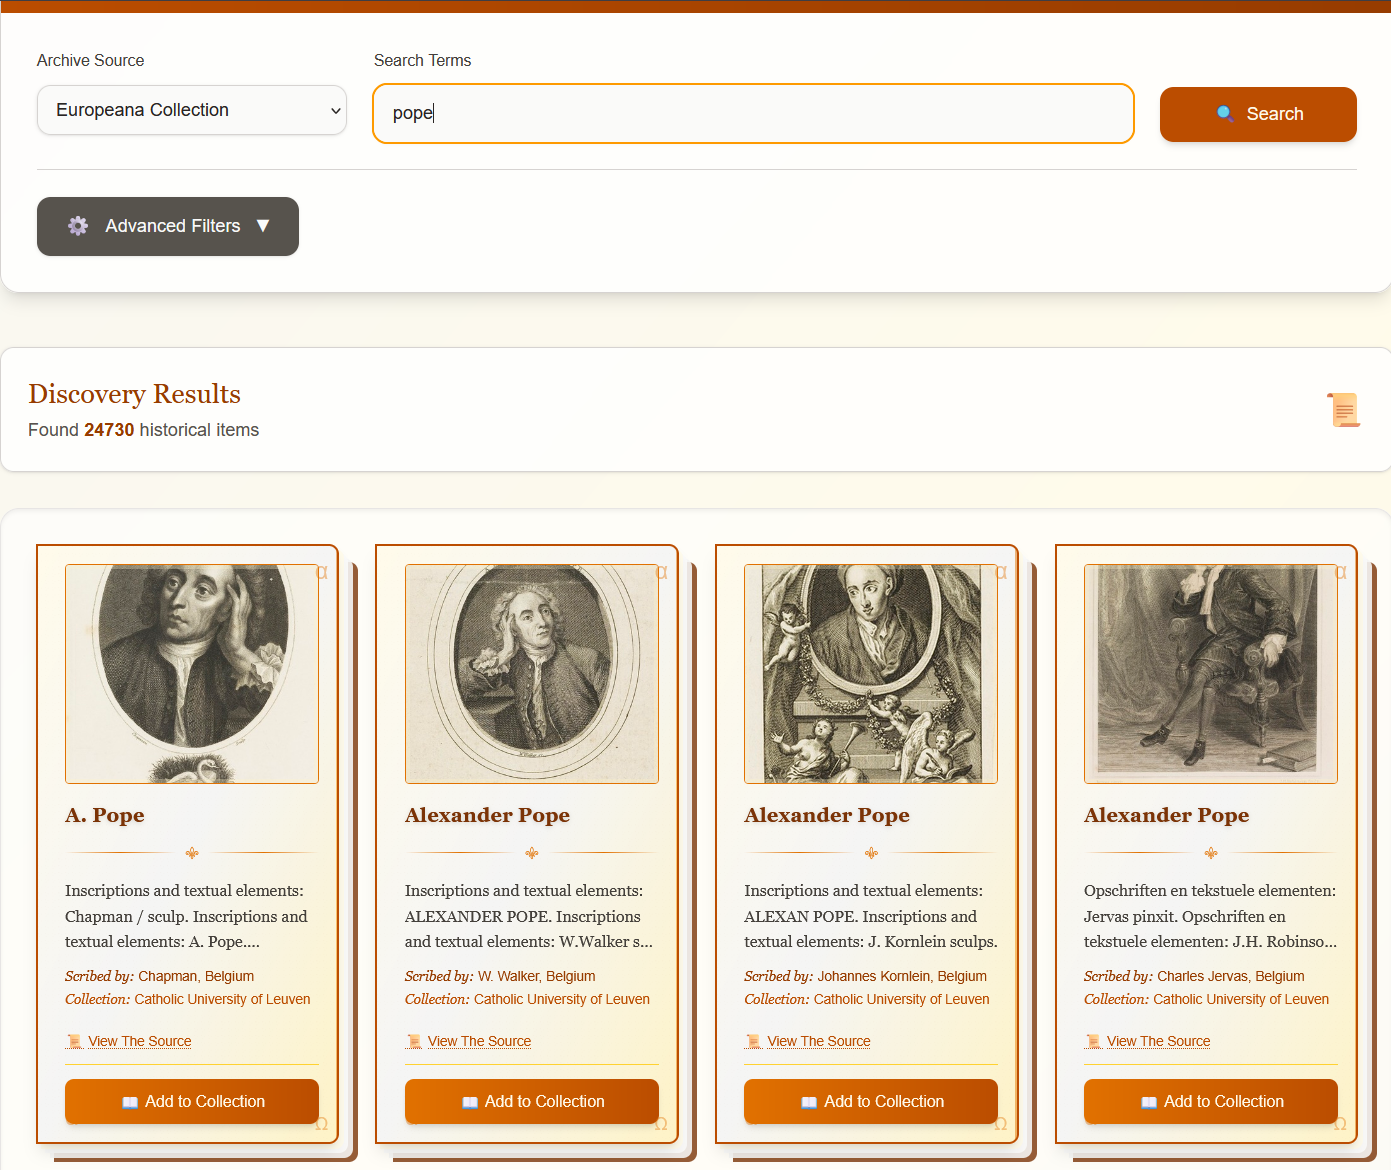 Archive Source
Search Terms
Europeana Collection
pope
Search
Advanced Filters ▼
Discovery Results
Found 24730 historical items
α
α
α
α
A. Pope
Inscriptions and textual elements:
Chapman / sculp. Inscriptions and
textual elements: A. Pope....
Scribed by: Chapman, Belgium
Collection: Catholic University of Leuven
View The Source
Add to Collection
Ω
Alexander Pope
Inscriptions and textual elements:
ALEXANDER POPE. Inscriptions
and textual elements: W.Walker s...
Scribed by: W. Walker, Belgium
Collection: Catholic University of Leuven
View The Source
Add to Collection
Ω
Alexander Pope
Inscriptions and textual elements:
ALEXAN POPE. Inscriptions and
textual elements: J. Kornlein sculps.
Scribed by: Johannes Kornlein, Belgium
Collection: Catholic University of Leuven
View The Source
Add to Collection
Ω
Alexander Pope
Opschriften en tekstuele elementen:
Jervas pinxit. Opschriften en
tekstuele elementen: J.H. Robinso...
Scribed by: Charles Jervas, Belgium
Collection: Catholic University of Leuven
View The Source
Add to Collection
Ω